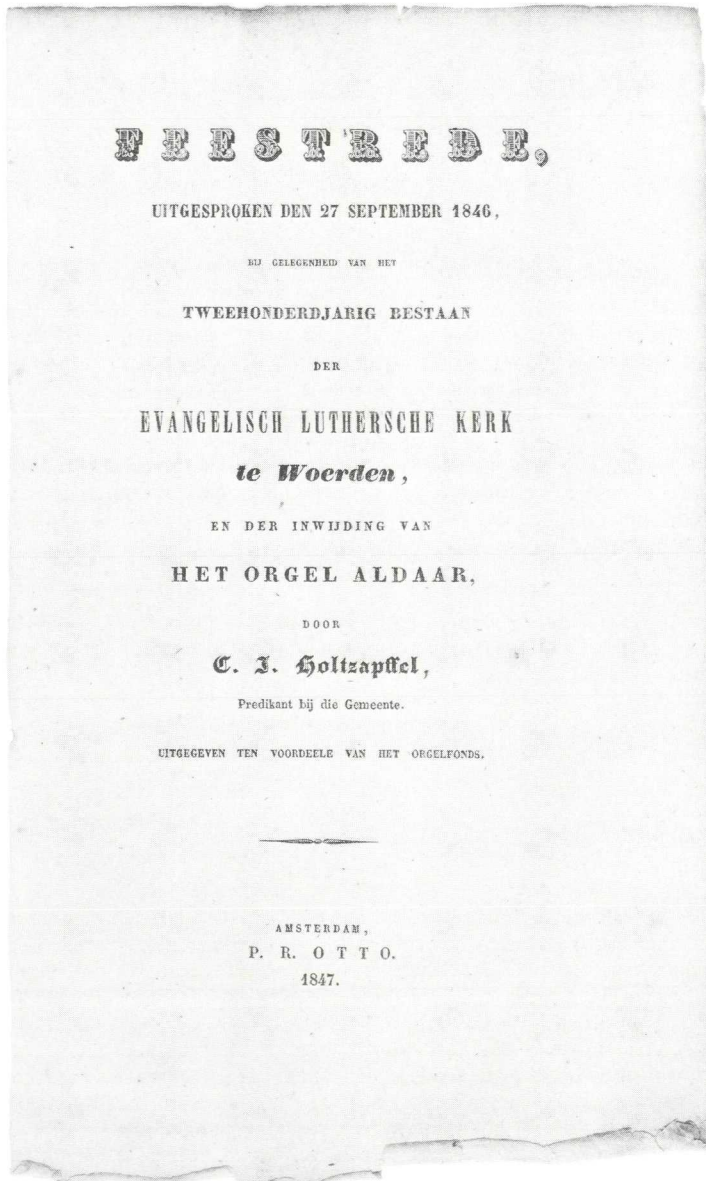 FEESTREDE,
UITGESPROKEN DEN 27 SEPTEMBER 1846,
BIJ GELEGENHEID VAN HET
TWEEHONDERDJARIG BESTAAN
DER
EVANGELISCH LUTHERSCHE KERK
te Woerden,
EN DER INWIJDING VAN
HET ORGEL ALDAAR,
DOOR
C. J. Holtzapffel,
Predikant bij die Gemeente.
UITGEGEVEN TEN VOORDEELE VAN HET ORGELFONDS.
AMSTERDAM,
P. R. OTTO.
1847.